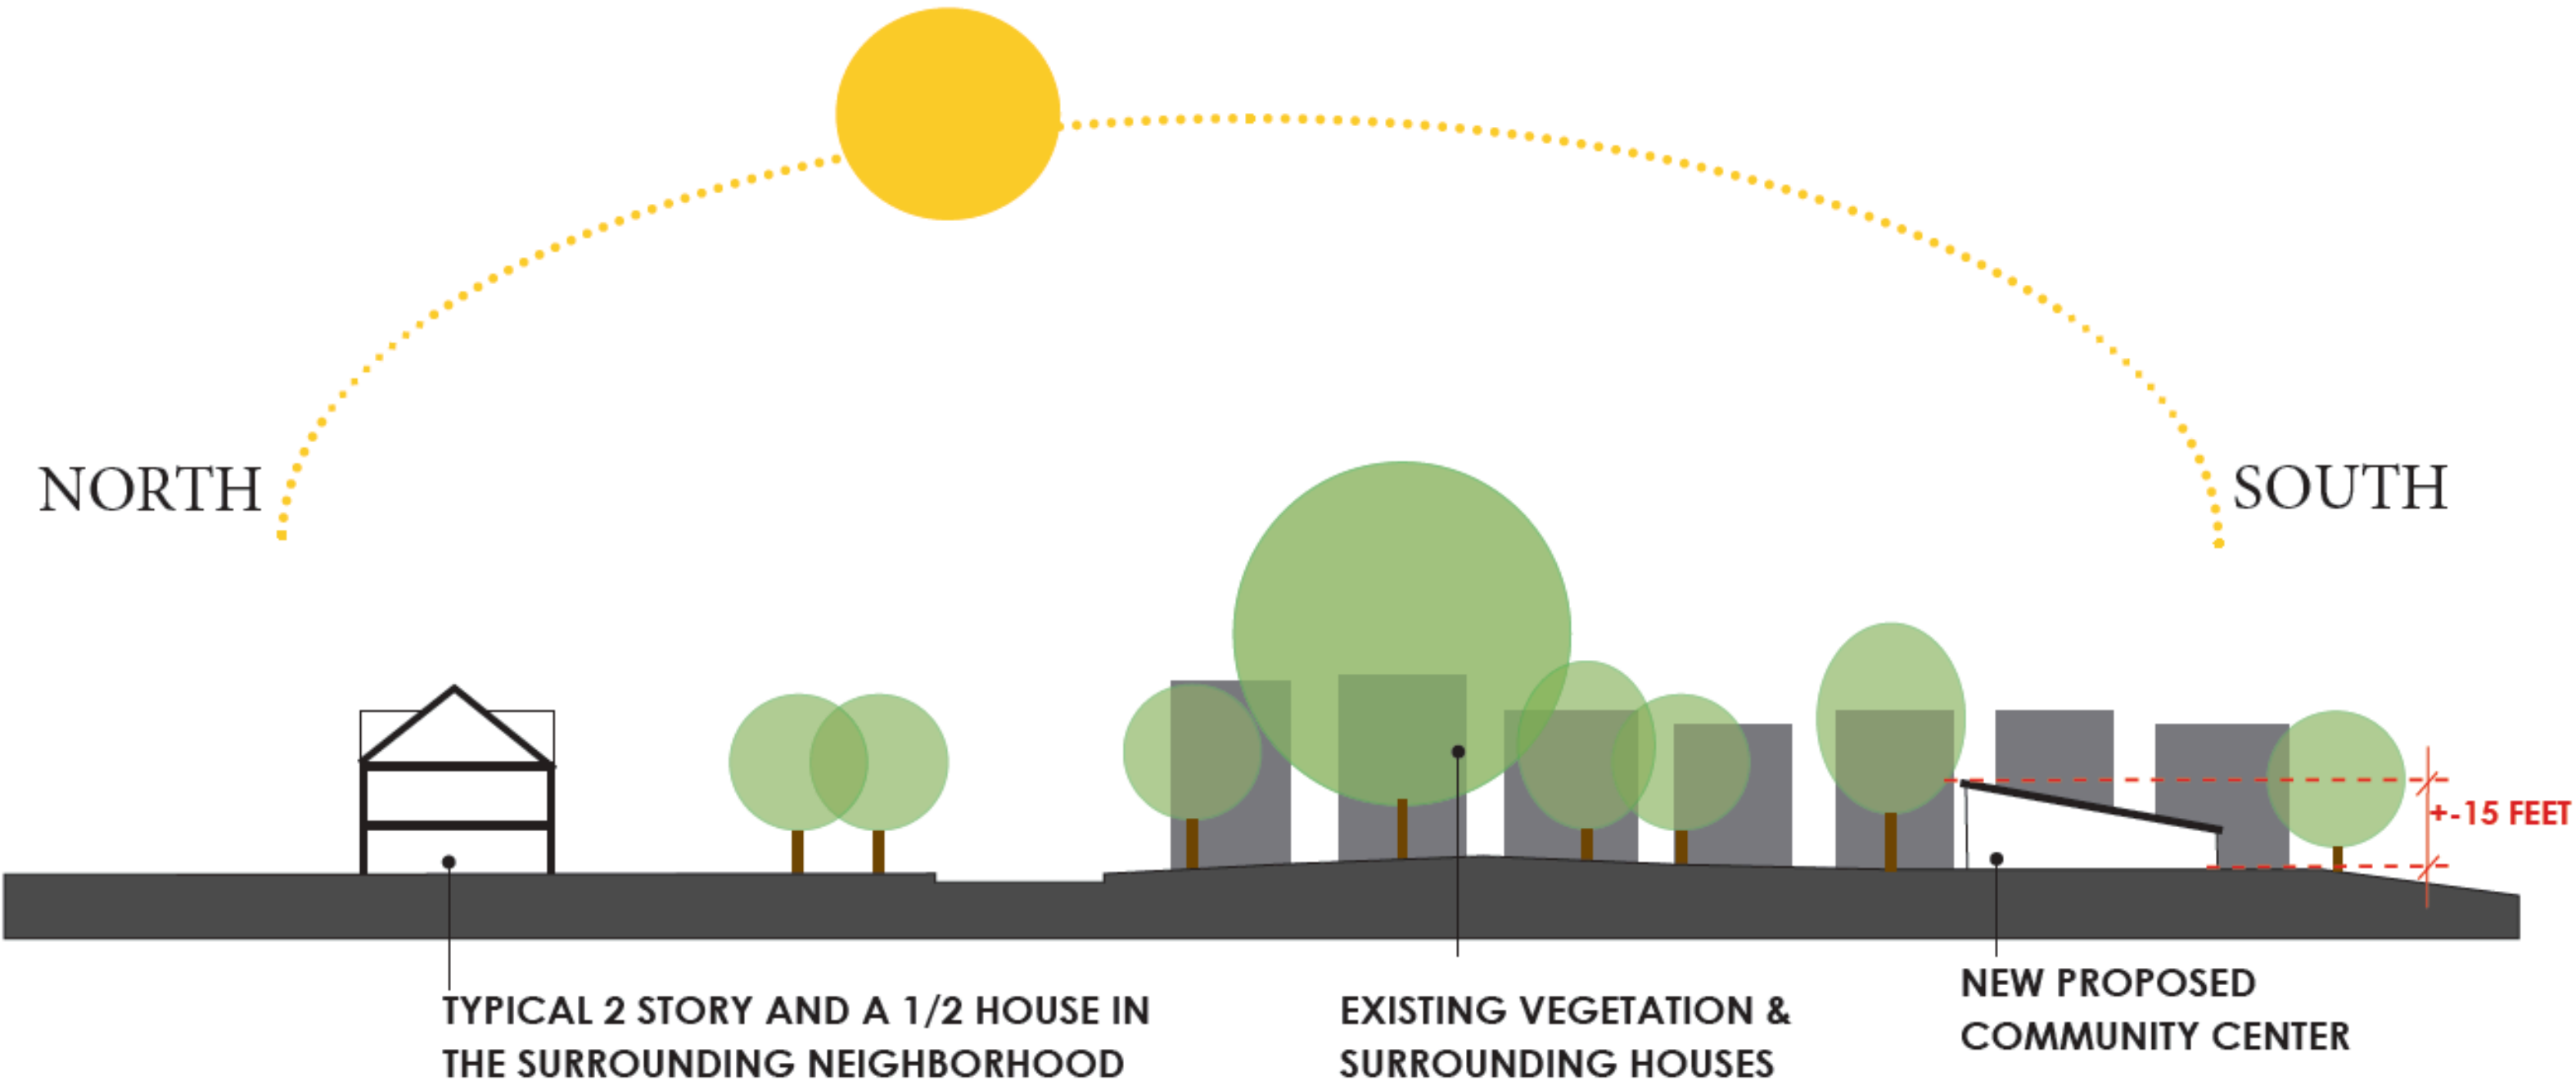 NORTH
SOUTH
+-15 FEET
TYPICAL 2 STORY AND A 1/2 HOUSE IN
THE SURROUNDING NEIGHBORHOOD
EXISTING VEGETATION &
SURROUNDING HOUSES
NEW PROPOSED
COMMUNITY CENTER